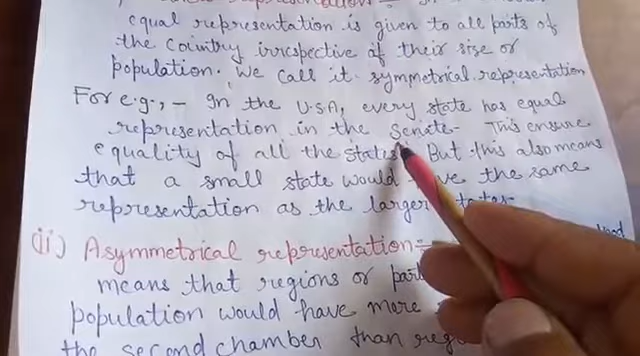 equal representation is given to all parts of
the country irrespective of their size or
population. We call it symmetrical representation
For e.g., - In the U.S.A, every state has equal
representation in the Senate- This ensure
equality of all the states But this also means
that a small state would the same
representation as the larger
(ii) Asymmetrical representation =
means that regions or
population would have more
the second chamber than